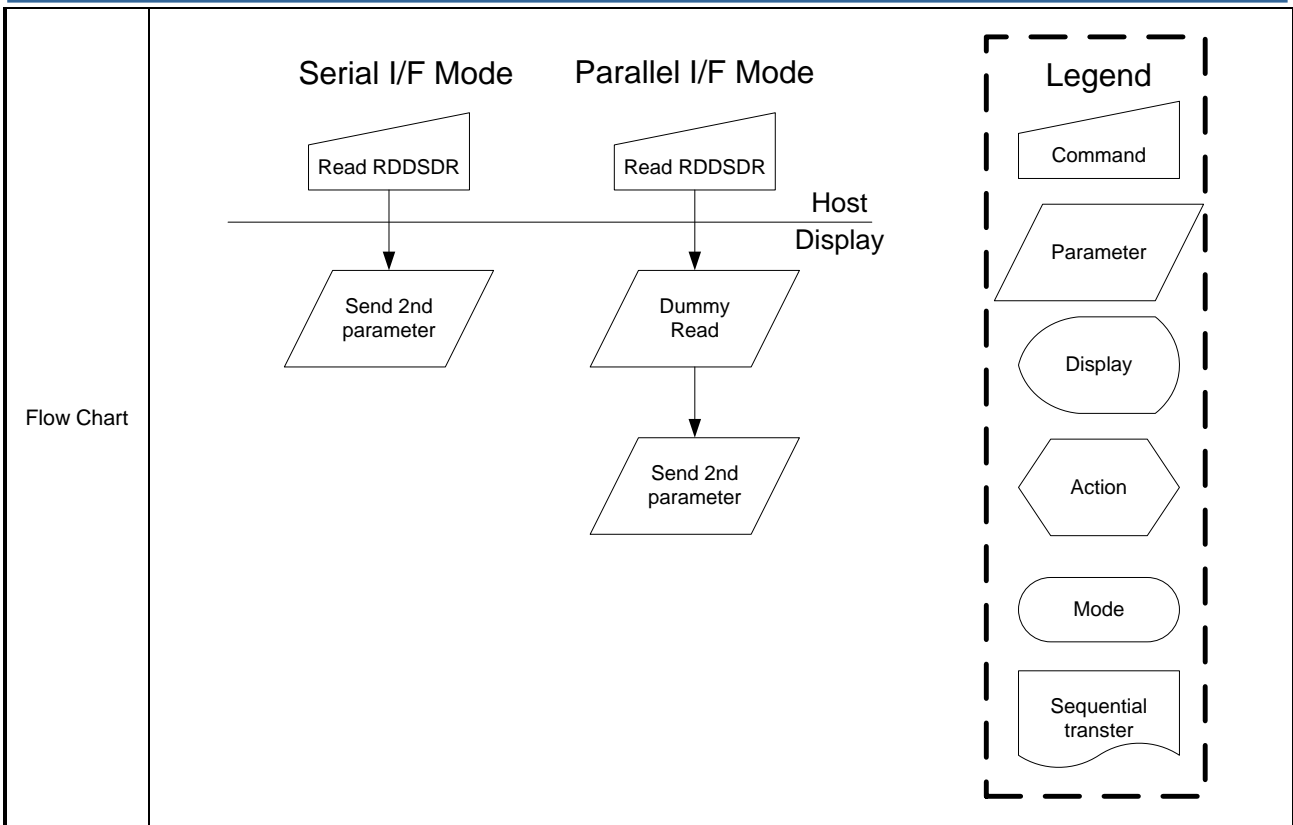 Flow Chart
Serial I/F Mode
Parallel I/F Mode
Read RDDSDR
Read RDDSDR
Host
Display
Send 2nd
parameter
Dummy
Read
Send 2nd
parameter
Legend
Command
Parameter
Display
Action
Mode
Sequential
transter